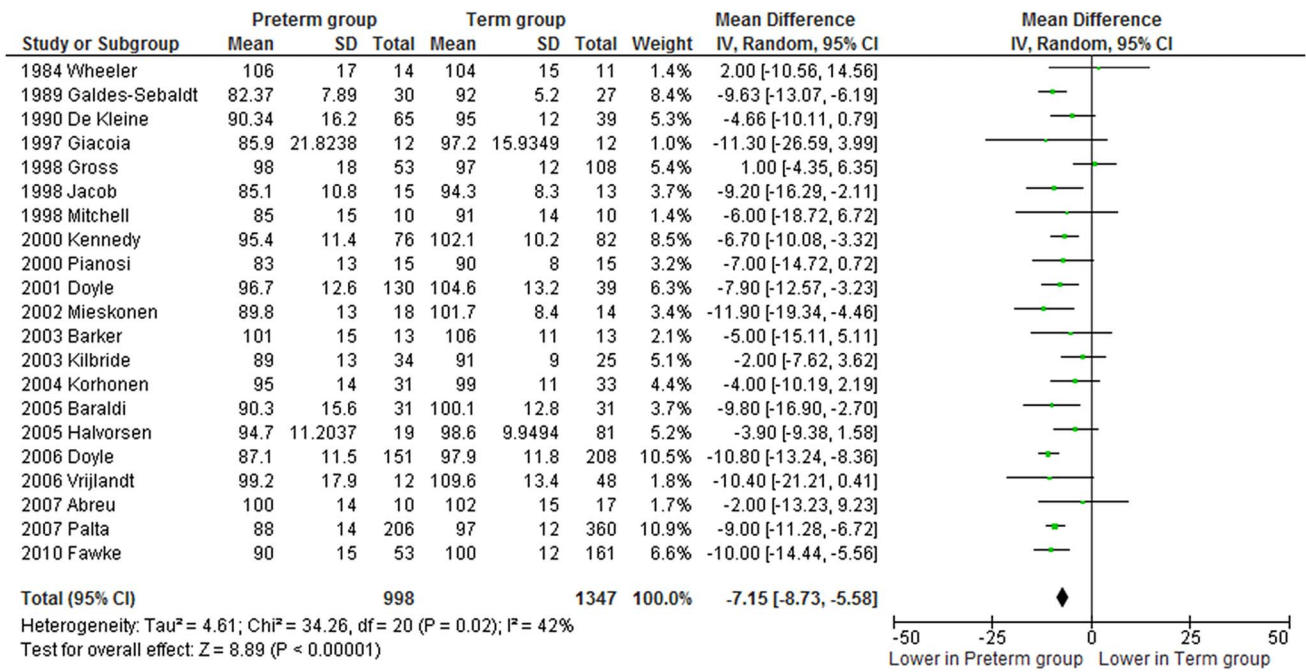 Preterm group Term group Mean Difference Mean Difference
Study or Subgroup Mean SD Total Mean SD Total Weight IV, Random, 95% CI IV, Random, 95% CI
1984 Wheeler 106 17 14 104 15 11 1.4% 2.00 [-10.56, 14.56]
1989 Galdes-Sebaldt 82.37 7.89 30 92 5.2 27 8.4% -9.63 [-13.07, -6.19]
1990 De Kleine 90.34 16.2 65 95 12 39 5.3% -4.66 [-10.11, 0.79]
1997 Giacoia 85.9 21.8238 12 97.2 15.9349 12 1.0% -11.30 [-26.59, 3.99]
1998 Gross 98 18 53 97 12 108 5.4% 1.00 [-4.35, 6.35]
1998 Jacob 85.1 10.8 15 94.3 8.3 13 3.7% -9.20 [-16.29, -2.11]
1998 Mitchell 85 15 10 91 14 10 1.4% -6.00 [-18.72, 6.72]
2000 Kennedy 95.4 11.4 76 102.1 10.2 82 8.5% -6.70 [-10.08, -3.32]
2000 Pianosi 83 13 15 90 8 15 3.2% -7.00 [-14.72, 0.72]
2001 Doyle 96.7 12.6 130 104.6 13.2 39 6.3% -7.90 [-12.57, -3.23]
2002 Mieskonen 89.8 13 18 101.7 8.4 14 3.4% -11.90 [-19.34, -4.46]
2003 Barker 101 15 13 106 11 13 2.1% -5.00 [-15.11, 5.11]
2003 Kilbride 89 13 34 91 9 25 5.1% -2.00 [-7.62, 3.62]
2004 Korhonen 95 14 31 99 11 33 4.4% -4.00 [-10.19, 2.19]
2005 Baraldi 90.3 15.6 31 100.1 12.8 31 3.7% -9.80 [-16.90, -2.70]
2005 Halvorsen 94.7 11.2037 19 98.6 9.9494 81 5.2% -3.90 [-9.38, 1.58]
2006 Doyle 87.1 11.5 151 97.9 11.8 208 10.5% -10.80 [-13.24, -8.36]
2006 Vrijlandt 99.2 17.9 12 109.6 13.4 48 1.8% -10.40 [-21.21, 0.41]
2007 Abreu 100 14 10 102 15 17 1.7% -2.00 [-13.23, 9.23]
2007 Palta 88 14 206 97 12 360 10.9% -9.00 [-11.28, -6.72]
2010 Fawke 90 15 53 100 12 161 6.6% -10.00 [-14.44, -5.56]
Total (95% CI) 998 1347 100.0% -7.15 [-8.73, -5.58]
Heterogeneity: Tau² = 4.61; Chi² = 34.26, df = 20 (P = 0.02); I² = 42%
Test for overall effect: Z = 8.89 (P < 0.00001)
-50 -25 0 25 50
Lower in Preterm group Lower in Term group